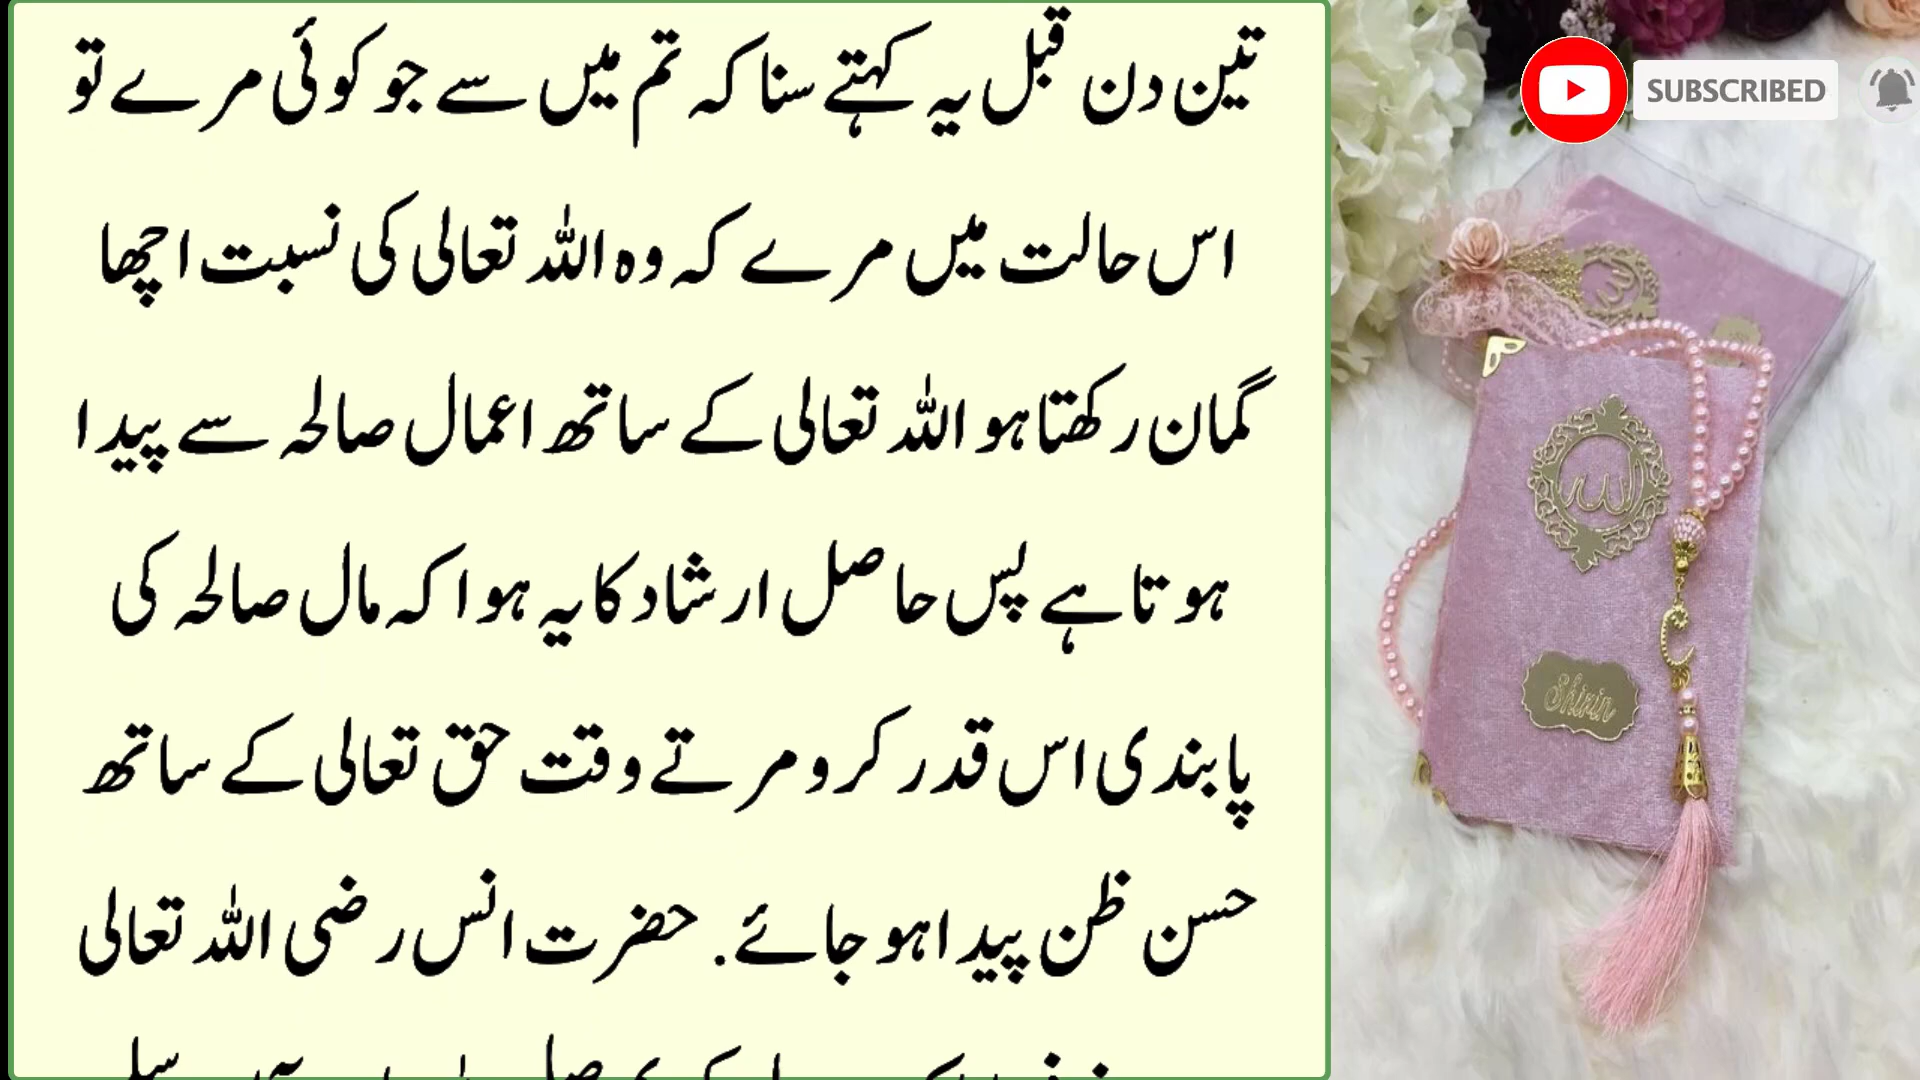 تین دن قبل یہ کہتے سنا کہ تم میں سے جو کوئی مرے تو
اس حالت میں مرے کہ وہ اللہ تعالی کی نسبت اچھا
گمان رکھتا ہو اللہ تعالی کے ساتھ اعمال صالحہ سے پیدا
ہوتا ہے پس حاصل ارشاد کا یہ ہوا کہ مال صالحہ کی
پابندی اس قدر کرو مرتے وقت حق تعالی کے ساتھ
حسن ظن پیدا ہو جائے. حضرت انس رضی اللہ تعالی
SUBSCRIBED
الله
Shirin